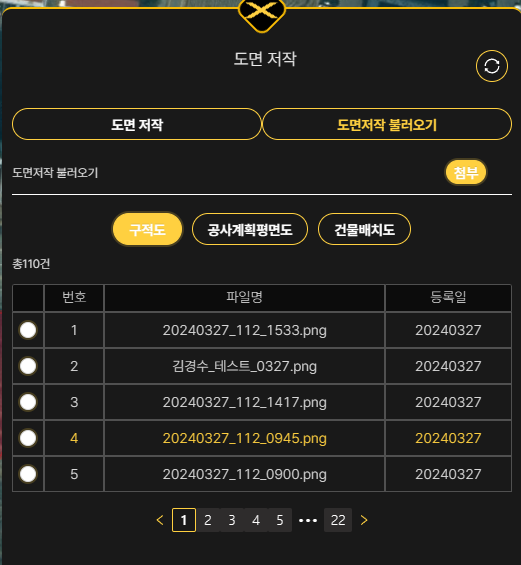 도면 저작
도면 저작 도면저작 불러오기
도면저작 불러오기 첨부
구적도 공사계획평면도 건물배치도
총110건
번호 파일명 등록일
1 20240327_112_1533.png 20240327
2 김경수_테스트_0327.png 20240327
3 20240327_112_1417.png 20240327
4 20240327_112_0945.png 20240327
5 20240327_112_0900.png 20240327
< 1 2 3 4 5 ••• 22 >